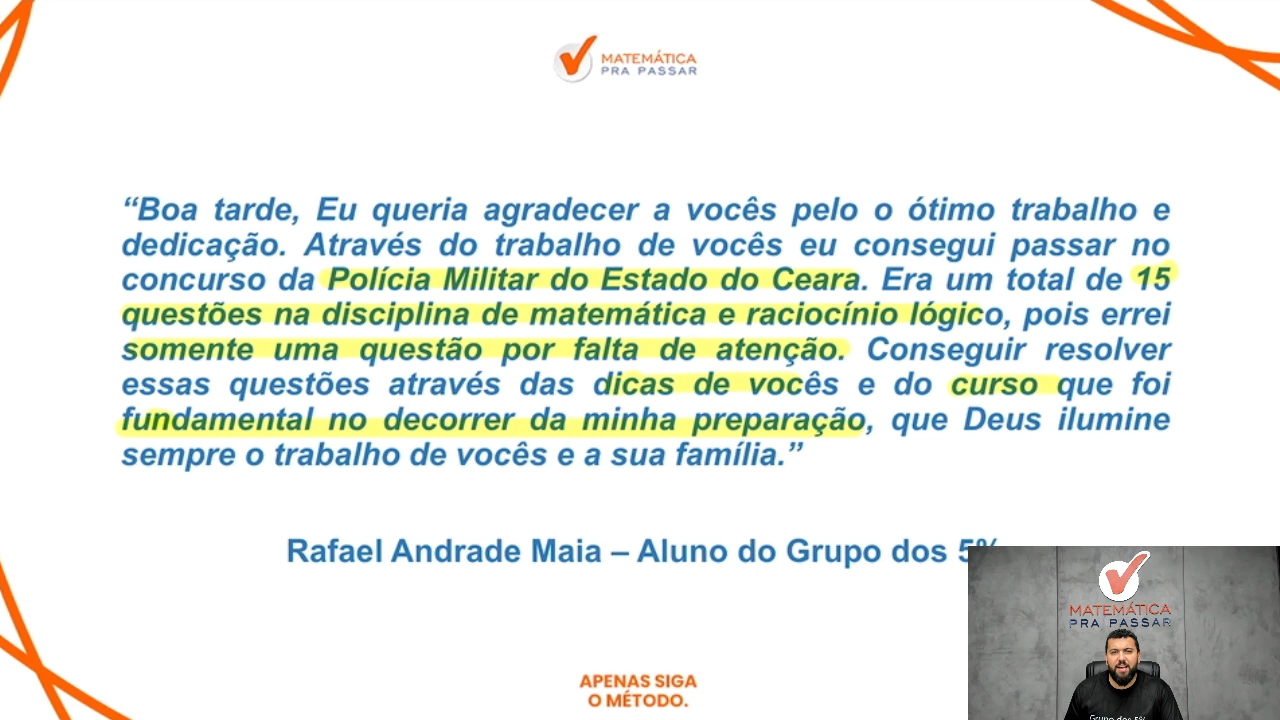 MATEMÁTICA
PRA PASSAR
“Boa tarde, Eu queria agradecer a vocês pelo o ótimo trabalho e
dedicação. Através do trabalho de vocês eu consegui passar no
concurso da Polícia Militar do Estado do Ceara. Era um total de 15
questões na disciplina de matemática e raciocínio lógico, pois errei
somente uma questão por falta de atenção. Conseguir resolver
essas questões através das dicas de vocês e do curso que foi
fundamental no decorrer da minha preparação, que Deus ilumine
sempre o trabalho de vocês e a sua família.”
Rafael Andrade Maia – Aluno do Grupo dos 5%
MATEMÁTICA
PRA PASSAR
Grupo dos 5%
APENAS SIGA
O MÉTODO.